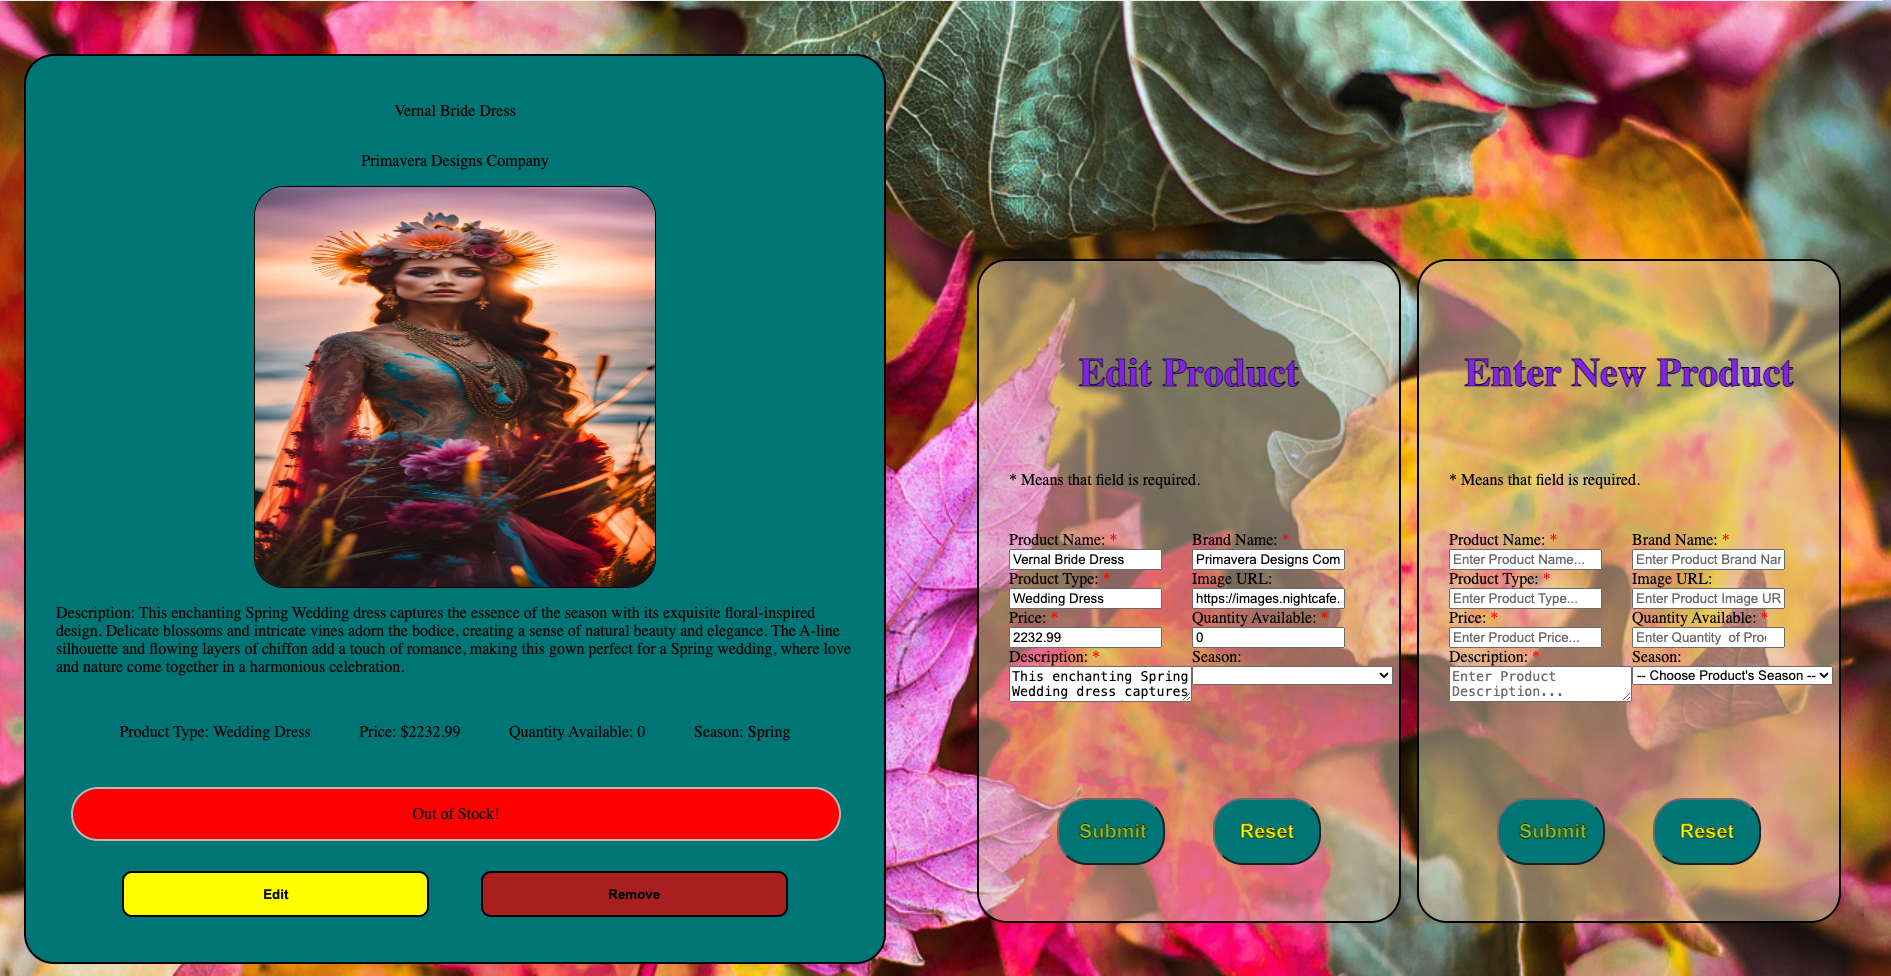 Vernal Bride Dress
Primavera Designs Company
Description: This enchanting Spring Wedding dress captures the essence of the season with its exquisite floral-inspired
design. Delicate blossoms and intricate vines adorn the bodice, creating a sense of natural beauty and elegance. The A-line
silhouette and flowing layers of chiffon add a touch of romance, making this gown perfect for a Spring wedding, where love
and nature come together in a harmonious celebration.
Product Type: Wedding Dress Price: $2232.99 Quantity Available: 0 Season: Spring
Out of Stock!
Edit Remove
Edit Product
* Means that field is required.
Product Name: * Brand Name: *
Vernal Bride Dress Primavera Designs Com
Product Type: * Image URL:
Wedding Dress https://images.nightcafe.
Price: * Quantity Available: *
2232.99 0
Description: * Season:
This enchanting Spring
Wedding dress captures
Submit Reset
Enter New Product
* Means that field is required.
Product Name: * Brand Name: *
Enter Product Name... Enter Product Brand Nar
Product Type: * Image URL:
Enter Product Type... Enter Product Image UR
Price: * Quantity Available: *
Enter Product Price... Enter Quantity of Pro
Description: * Season:
Enter Product -- Choose Product's Season --
Description...
Submit Reset